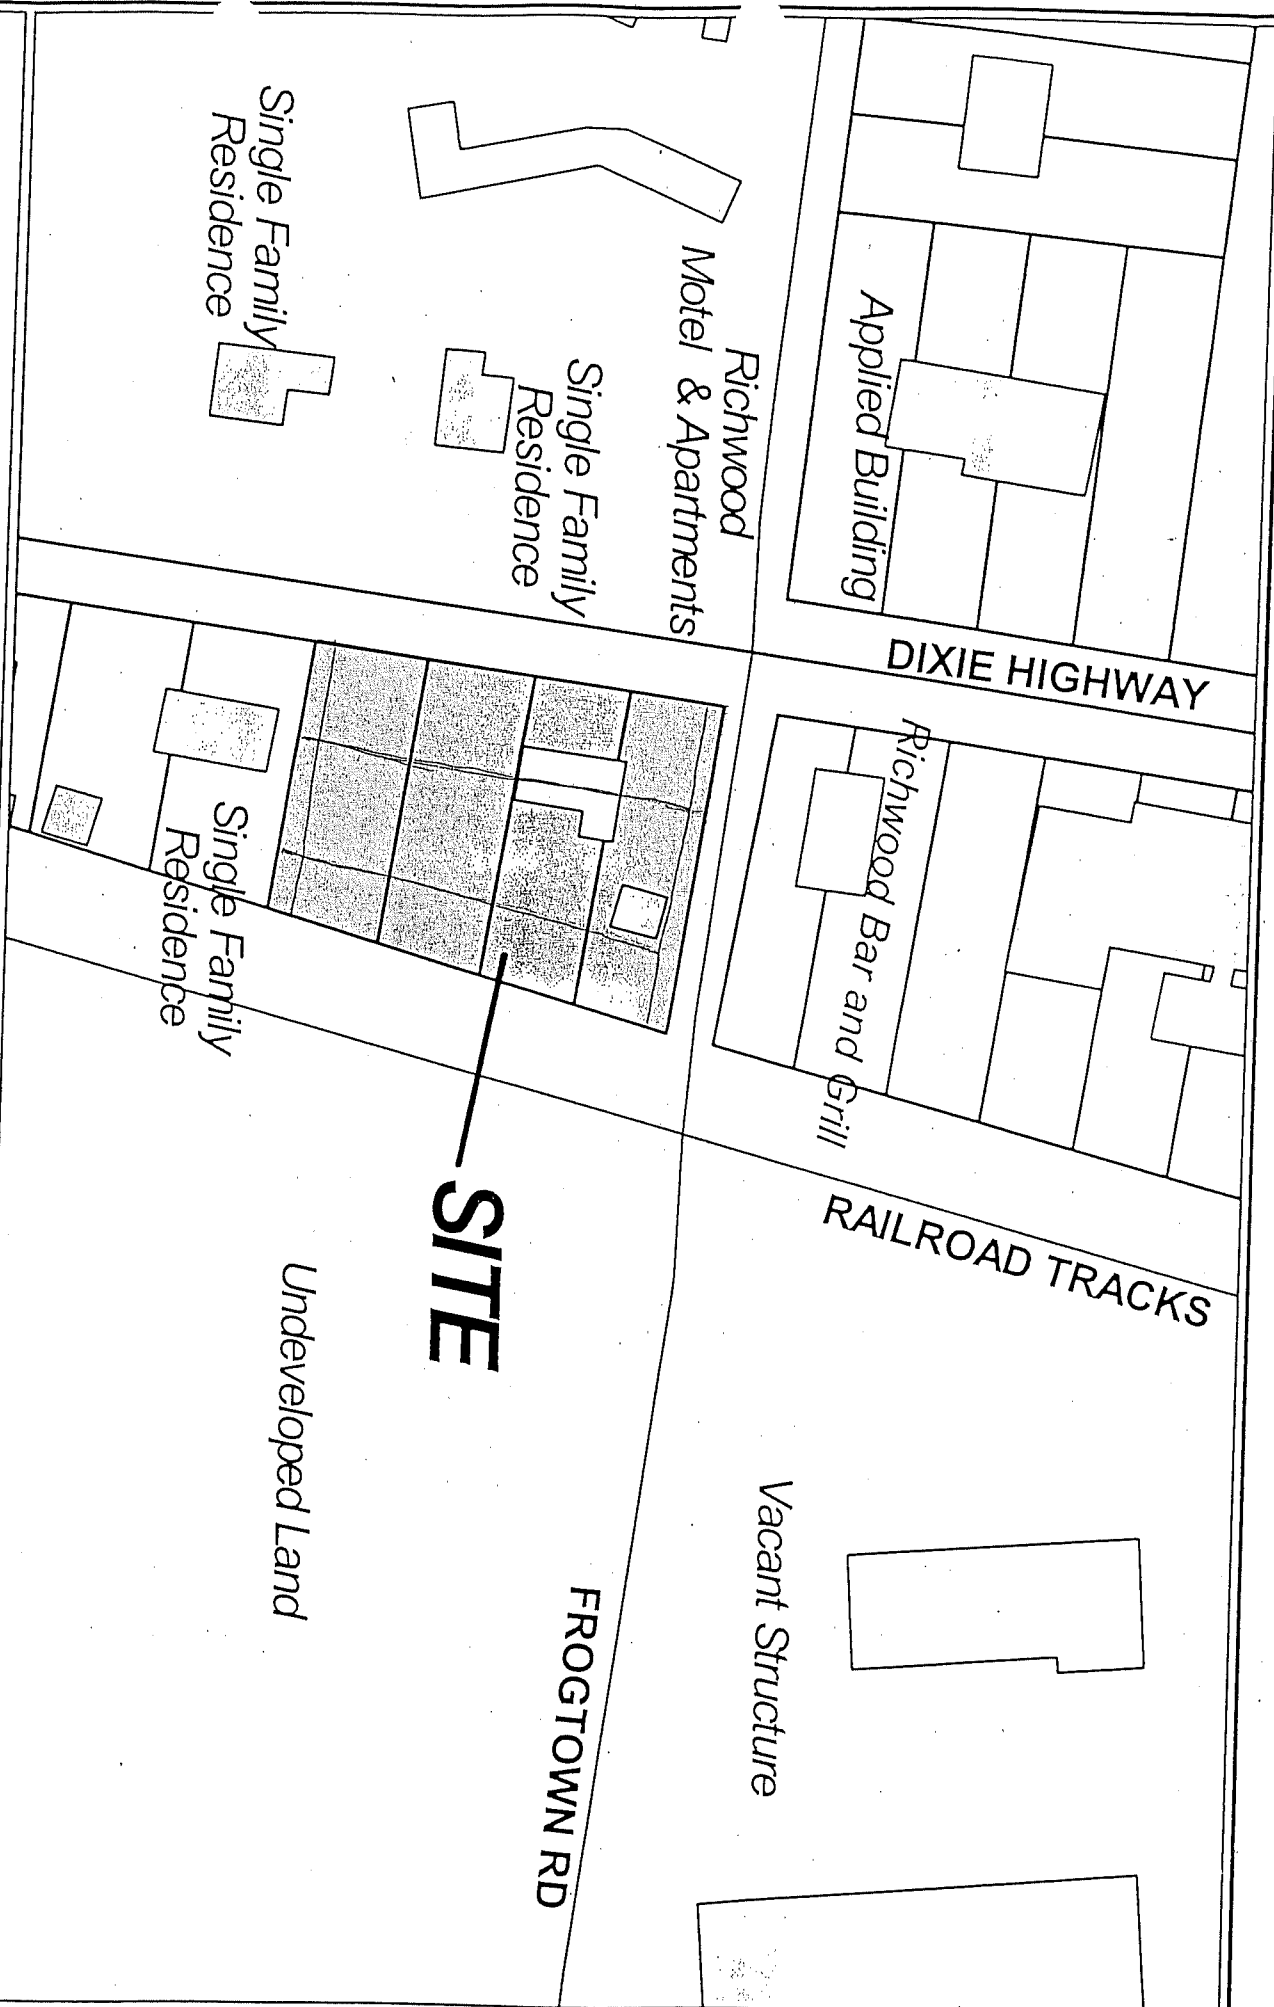 Applied Building
DIXIE HIGHWAY
Richwood
Motel & Apartments
Richwood Bar and Grill
RAILROAD TRACKS
Vacant Structure
Single Family
Residence
Single Family
Residence
SITE
FROGTOWN RD
Single Family
Residence
Undeveloped Land